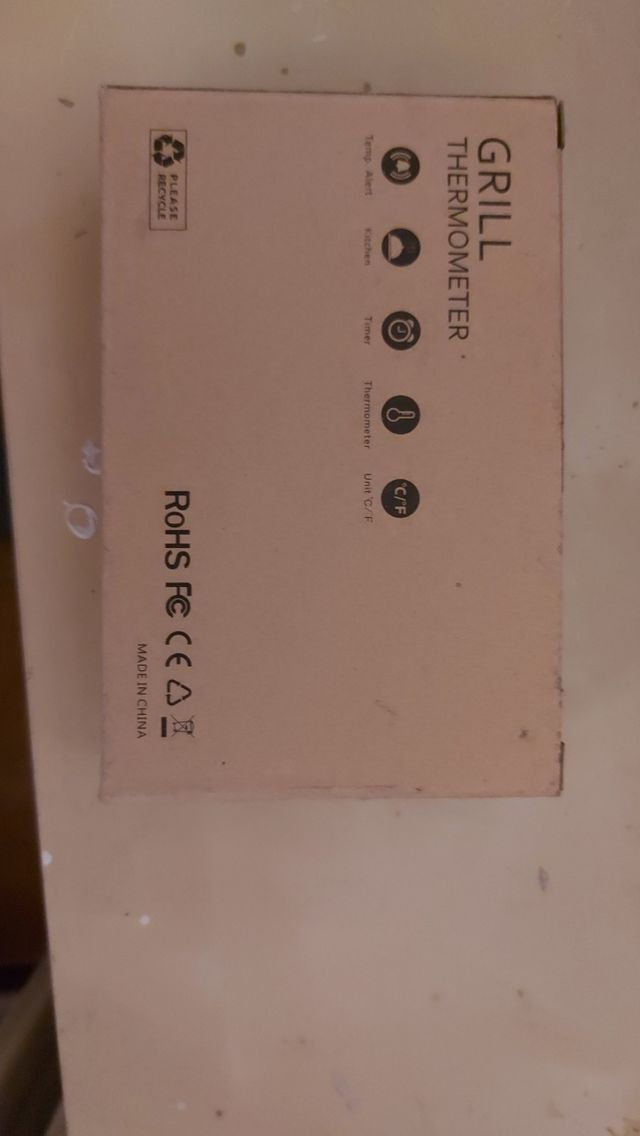 GRILL
THERMOMETER
°C/°F
Temp. Alert
Kitchen
Timer
Thermometer
Unit °C/°F
PLEASE
RECYCLE
RoHS FC CE
MADE IN CHINA